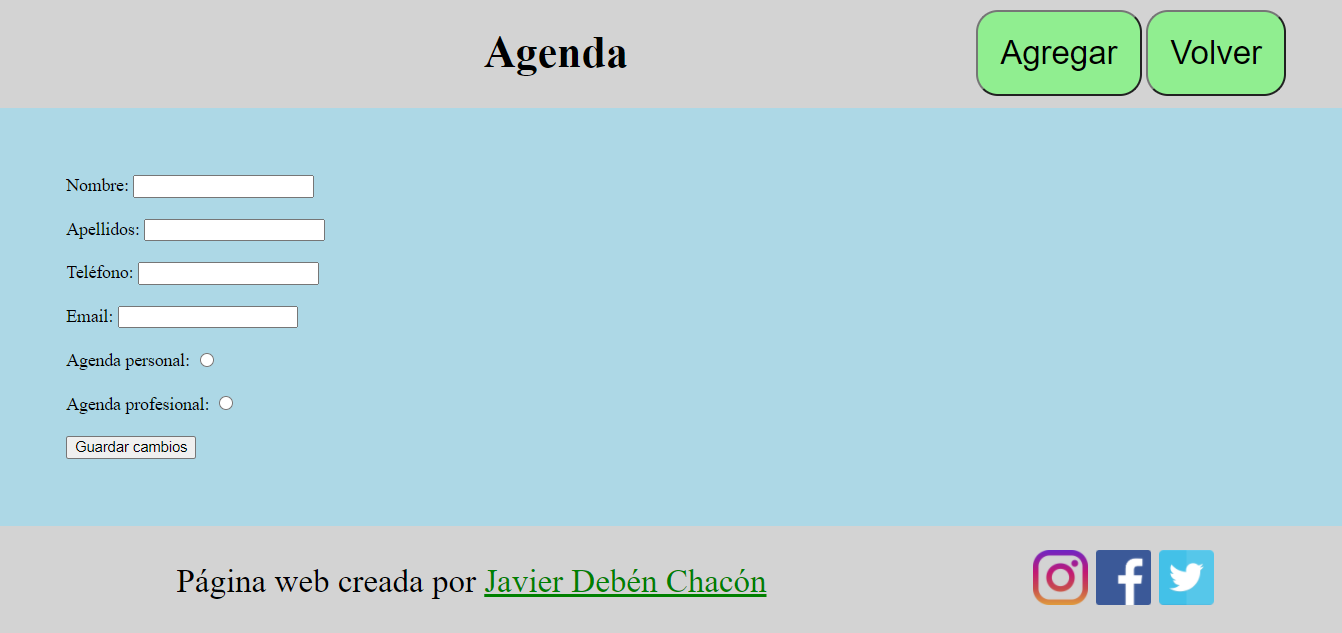 Agenda
Agregar
Volver
Nombre:
Apellidos:
Teléfono:
Email:
Agenda personal:
Agenda profesional:
Guardar cambios
Página web creada por Javier Debén Chacón